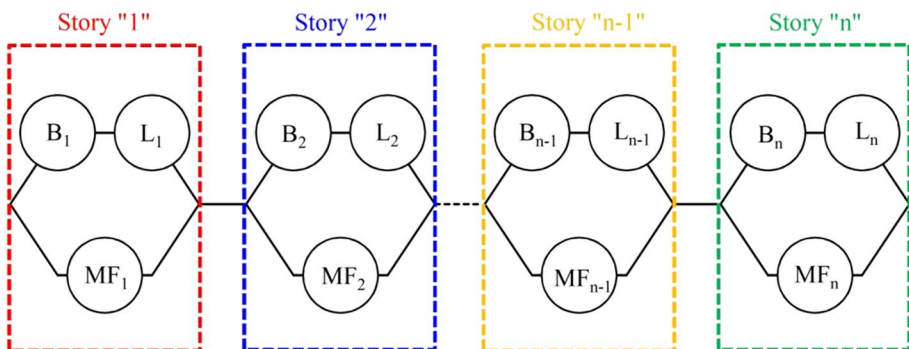 Story "1" Story "2" Story "n-1" Story "n"
B₁ L₁ B₂ L₂ Bₙ₋₁ Lₙ₋₁ Bₙ Lₙ
MF₁ MF₂ MFₙ₋₁ MFₙ